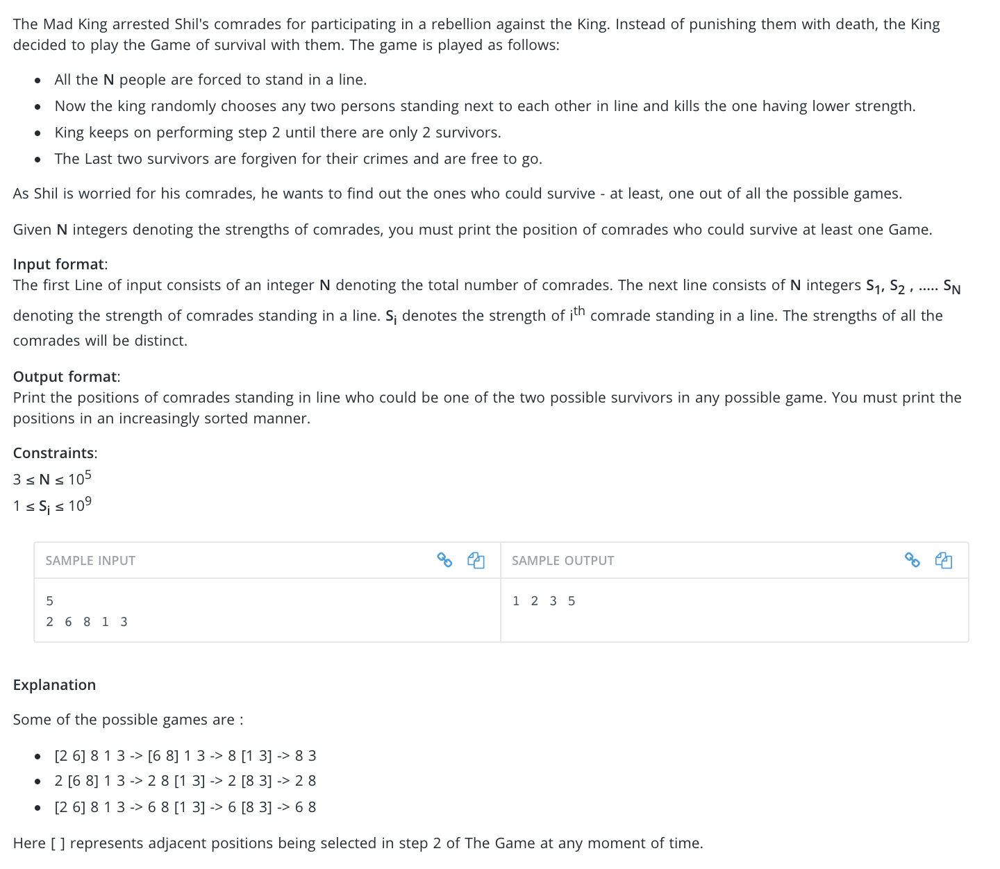 The Mad King arrested Shil's comrades for participating in a rebellion against the King. Instead of punishing them with death, the King
decided to play the Game of survival with them. The game is played as follows:
• All the N people are forced to stand in a line.
• Now the king randomly chooses any two persons standing next to each other in line and kills the one having lower strength.
• King keeps on performing step 2 until there are only 2 survivors.
• The Last two survivors are forgiven for their crimes and are free to go.
As Shil is worried for his comrades, he wants to find out the ones who could survive - at least, one out of all the possible games.
Given N integers denoting the strengths of comrades, you must print the position of comrades who could survive at least one Game.
Input format:
The first Line of input consists of an integer N denoting the total number of comrades. The next line consists of N integers S1, S2 , ..... SN
denoting the strength of comrades standing in a line. Si denotes the strength of ith comrade standing in a line. The strengths of all the
comrades will be distinct.
Output format:
Print the positions of comrades standing in line who could be one of the two possible survivors in any possible game. You must print the
positions in an increasingly sorted manner.
Constraints:
3 ≤ N ≤ 10^5
1 ≤ Si ≤ 10^9
SAMPLE INPUT
SAMPLE OUTPUT
5
2 6 8 1 3
1 2 3 5
Explanation
Some of the possible games are :
• [2 6] 8 1 3 -> [6 8] 1 3 -> 8 [1 3] -> 8 3
• 2 [6 8] 1 3 -> 2 8 [1 3] -> 2 [8 3] -> 2 8
• [2 6] 8 1 3 -> 6 8 [1 3] -> 6 [8 3] -> 6 8
Here [ ] represents adjacent positions being selected in step 2 of The Game at any moment of time.